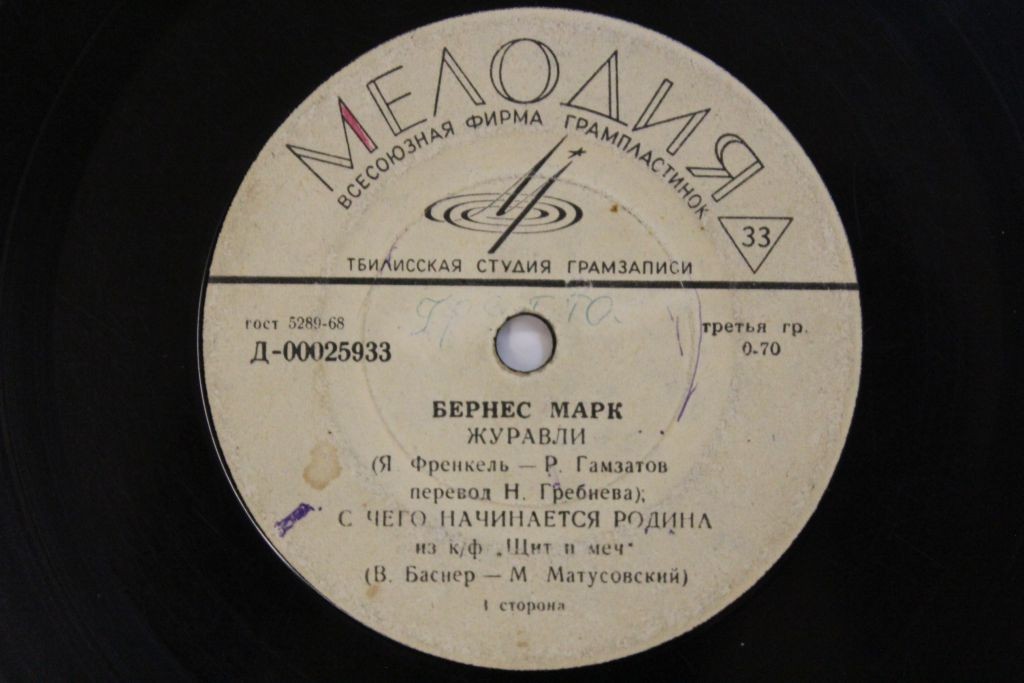 МЕЛОДИЯ
ВСЕСОЮЗНАЯ ФИРМА ГРАМПЛАСТИНОК
33
ТБИЛИССКАЯ СТУДИЯ ГРАМЗАПИСИ
гост 5289-68
третья гр.
Д-00025933
0-70
БЕРНЕС МАРК
ЖУРАВЛИ
(Я Френкель — Р. Гамзатов
перевод Н. Гребнева);
С ЧЕГО НАЧИНАЕТСЯ РОДИНА
из к/ф „Щит и меч"
(В. Баснер — М. Матусовский)
1 сторона